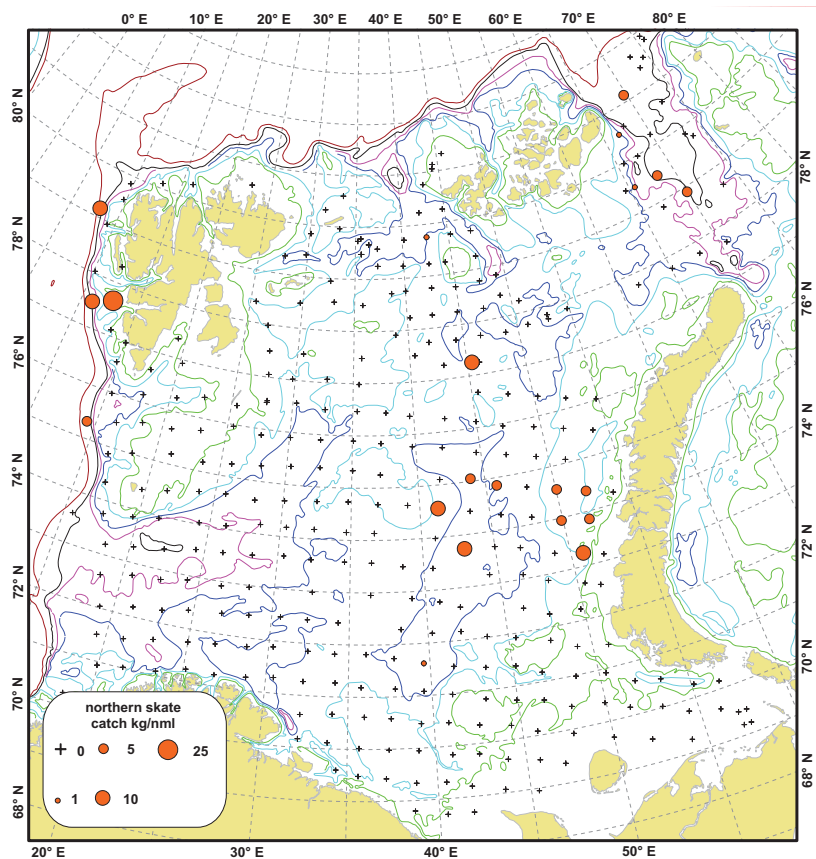 0° E 10° E 20° E 30° E 40° E 50° E 60° E 70° E 80° E
80° N
78° N
76° N
74° N
72° N
70° N
68° N
78° N
76° N
74° N
72° N
70° N
68° N
northern skate
catch kg/nml
0 5 25
1 10
20° E 30° E 40° E 50° E